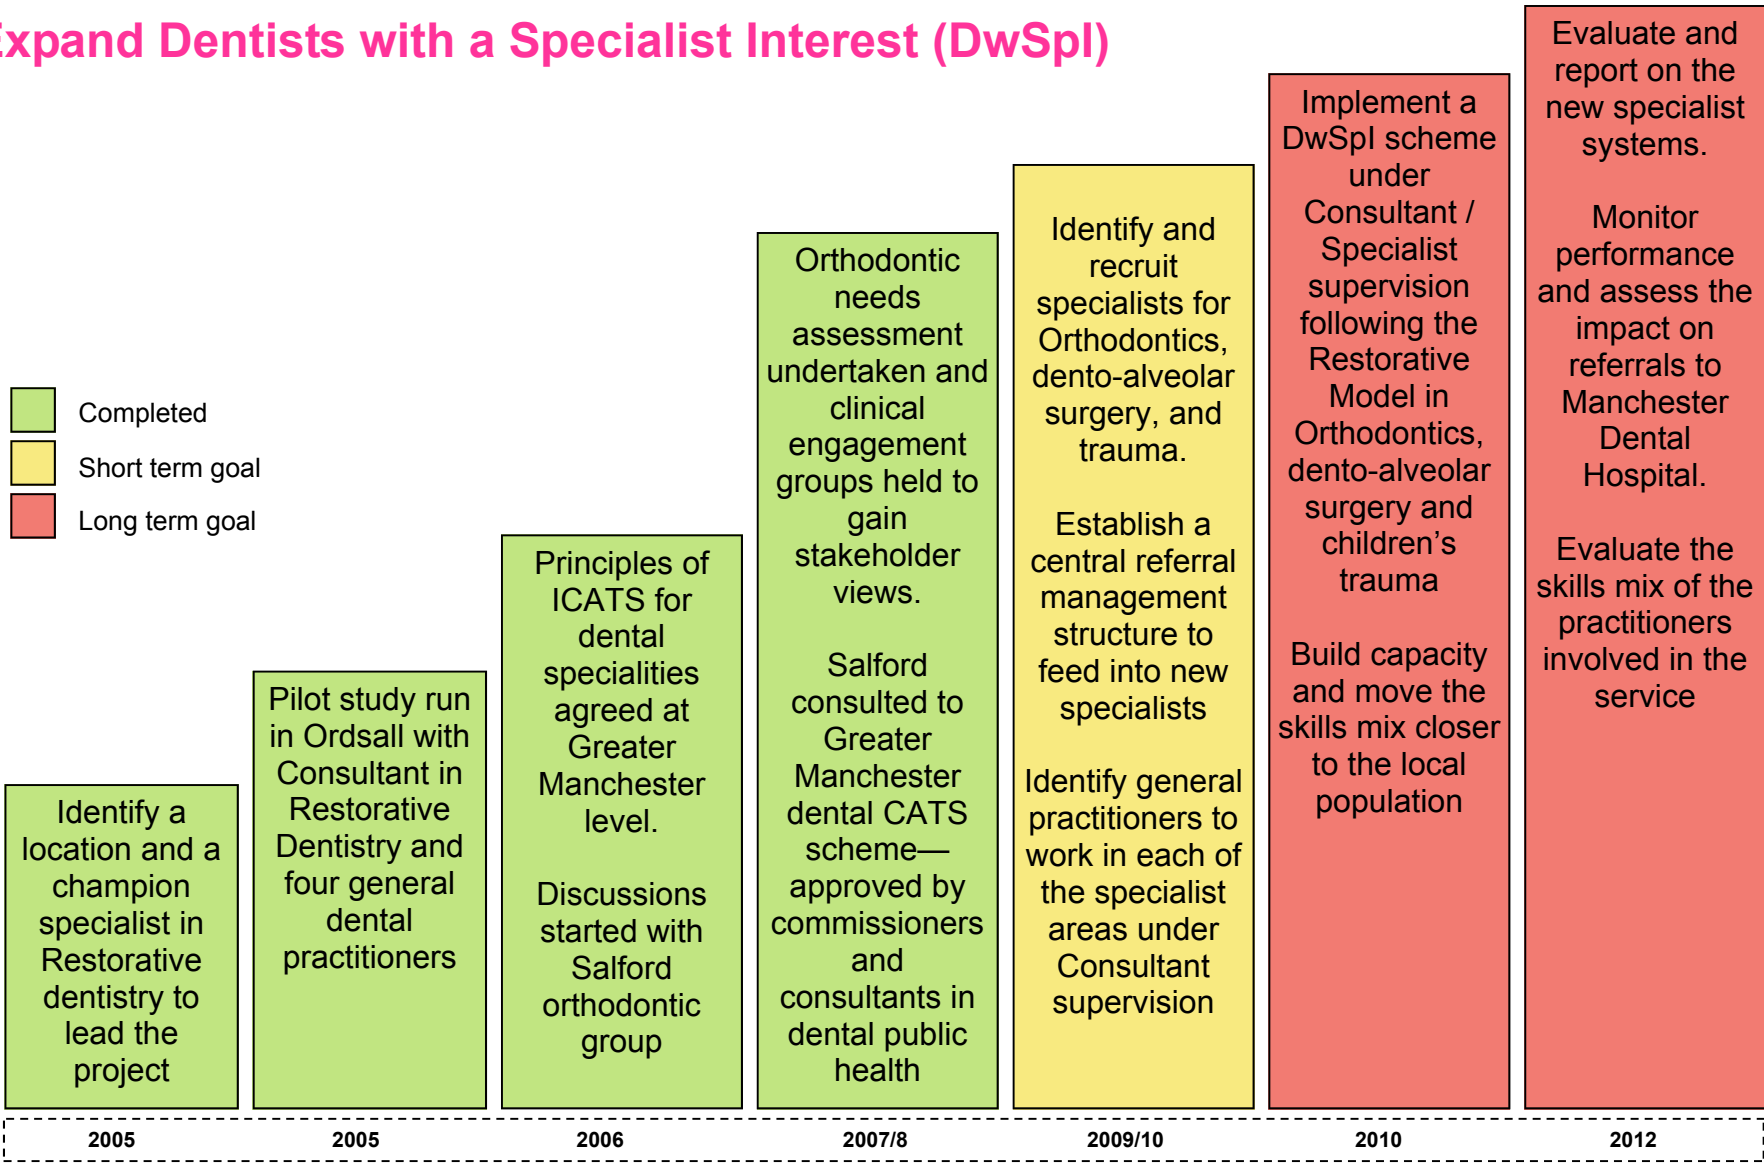 Expand Dentists with a Specialist Interest (DwSpI)
Completed
Short term goal
Long term goal
Identify a
location and a
champion
specialist in
Restorative
dentistry to
lead the
project
Pilot study run
in Ordsall with
Consultant in
Restorative
Dentistry and
four general
dental
practitioners
Principles of
ICATS for
dental
specialities
agreed at
Greater
Manchester
level.
Discussions
started with
Salford
orthodontic
group
Orthodontic
needs
assessment
undertaken and
clinical
engagement
groups held to
gain
stakeholder
views.
Salford
consulted to
Greater
Manchester
dental CATS
scheme—
approved by
commissioners
and
consultants in
dental public
health
Identify and
recruit
specialists for
Orthodontics,
dento-alveolar
surgery, and
trauma.
Establish a
central referral
management
structure to
feed into new
specialists
Identify general
practitioners to
work in each of
the specialist
areas under
Consultant
supervision
Implement a
DwSpI scheme
under
Consultant /
Specialist
supervision
following the
Restorative
Model in
Orthodontics,
dento-alveolar
surgery and
children’s
trauma
Build capacity
and move the
skills mix closer
to the local
population
Evaluate and
report on the
new specialist
systems.
Monitor
performance
and assess the
impact on
referrals to
Manchester
Dental
Hospital.
Evaluate the
skills mix of the
practitioners
involved in the
service
2005
2005
2006
2007/8
2009/10
2010
2012